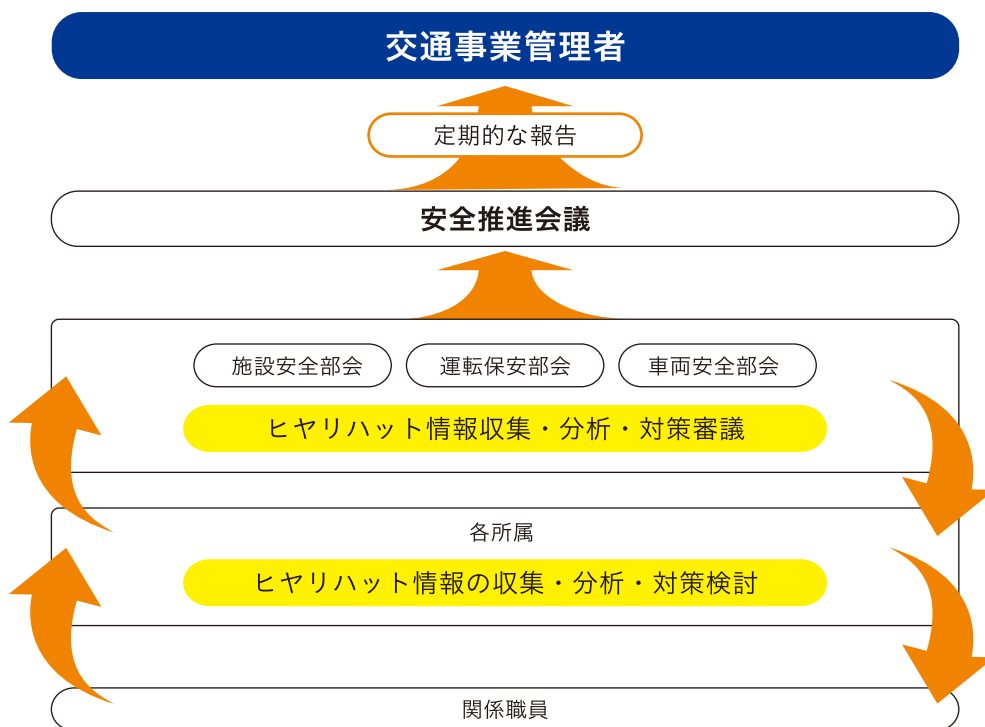 交通事業管理者
定期的な報告
安全推進会議
施設安全部会 運転保安部会 車両安全部会
ヒヤリハット情報収集・分析・対策審議
各所属
ヒヤリハット情報の収集・分析・対策検討
関係職員